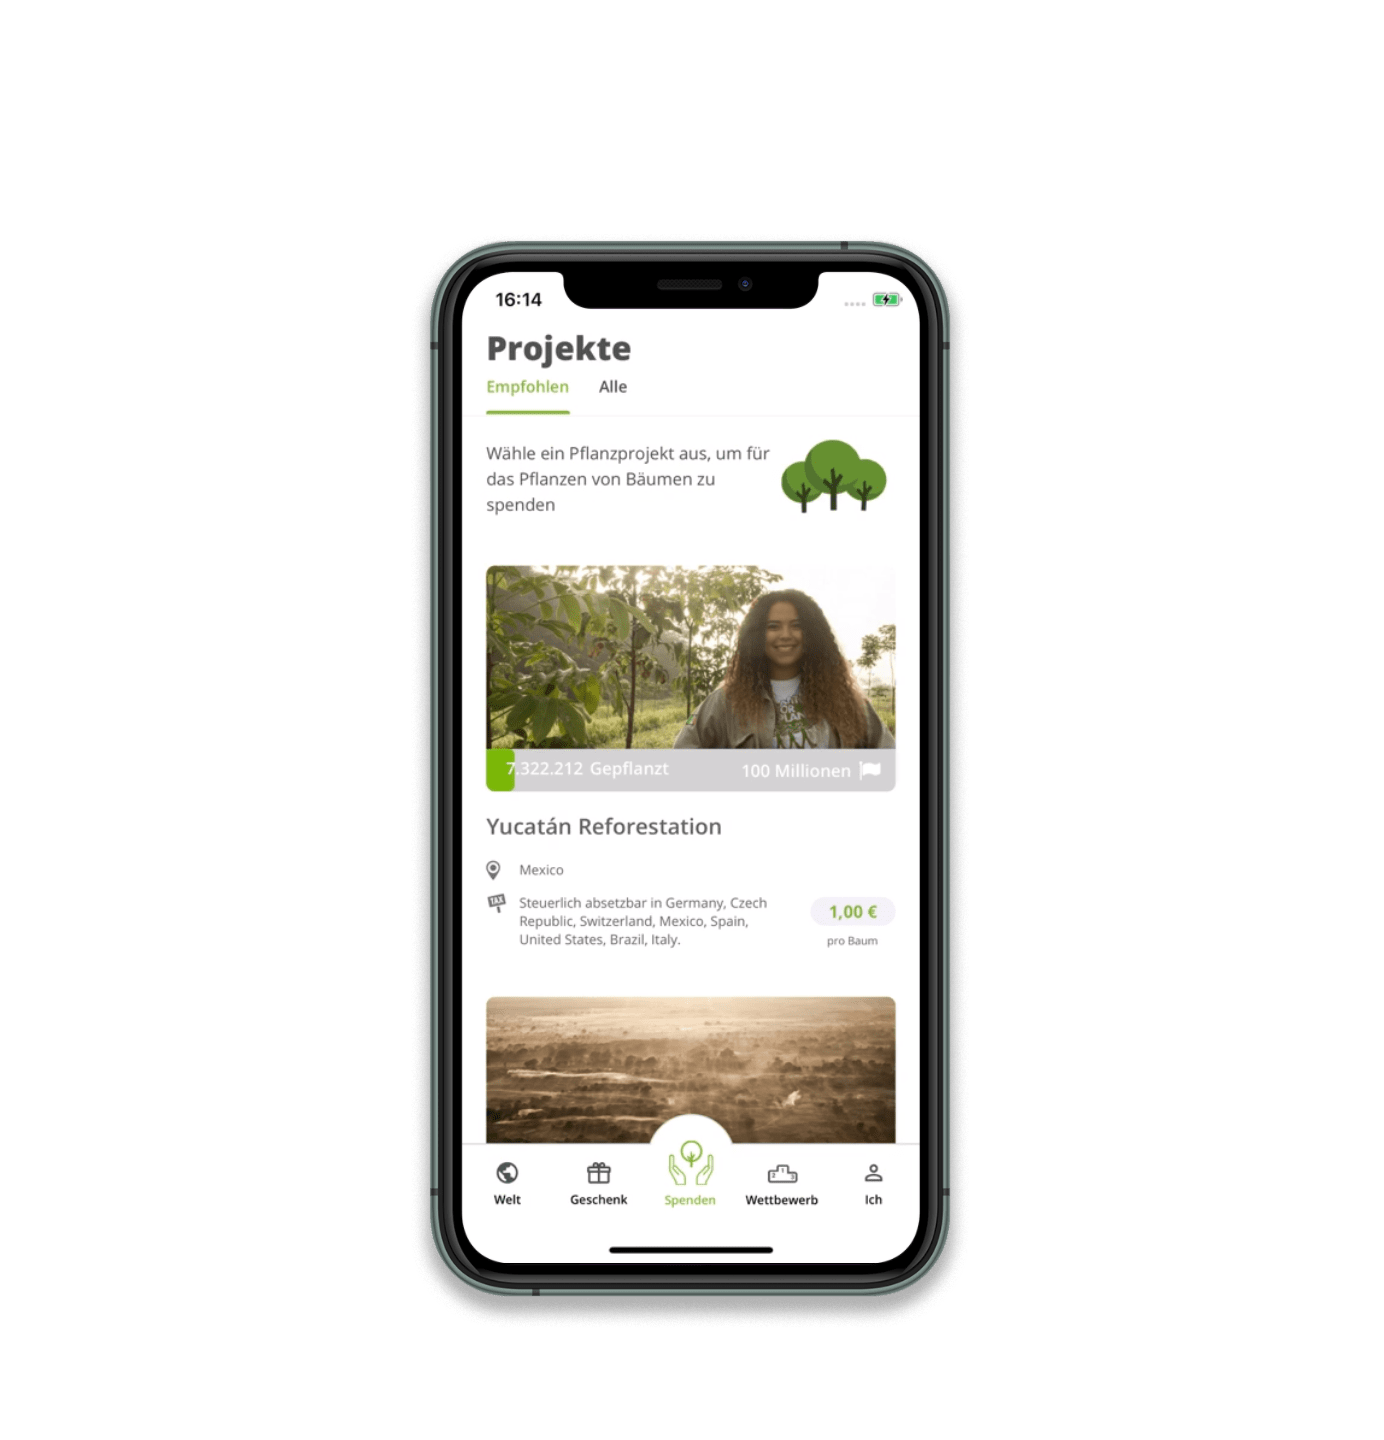 16:14
Projekte
Empfohlen Alle
Wähle ein Pflanzprojekt aus, um für
das Pflanzen von Bäumen zu
spenden
7.322.212 Gepflanzt 100 Millionen
Yucatán Reforestation
Mexico
TAX
Steuerlich absetzbar in Germany, Czech
Republic, Switzerland, Mexico, Spain,
United States, Brazil, Italy.
1,00 €
pro Baum
Welt Geschenk Spenden Wettbewerb Ich